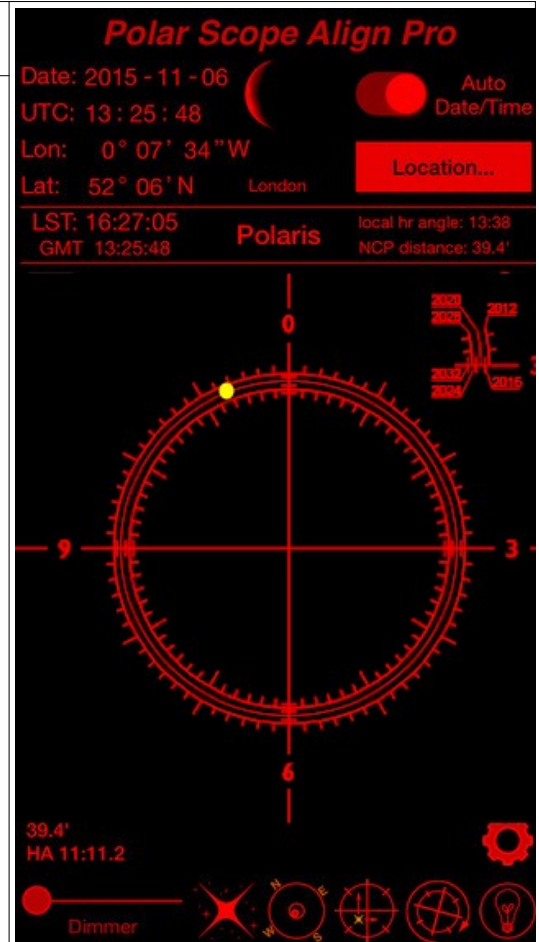 Polar Scope Align Pro
Date: 2015-11-06
UTC: 13:25:48
Auto
Date/Time
Lon: 0° 07' 34"W
Lat: 52° 06' N
London
Location...
LST: 16:27:05
GMT 13:25:48
Polaris
local hr angle: 13:38
NCP distance: 39.4'
2020
2028
2012
3
2032
2024
2016
0
9
3
6
39.4'
HA 11:11.2
N
E
W
S
Dimmer